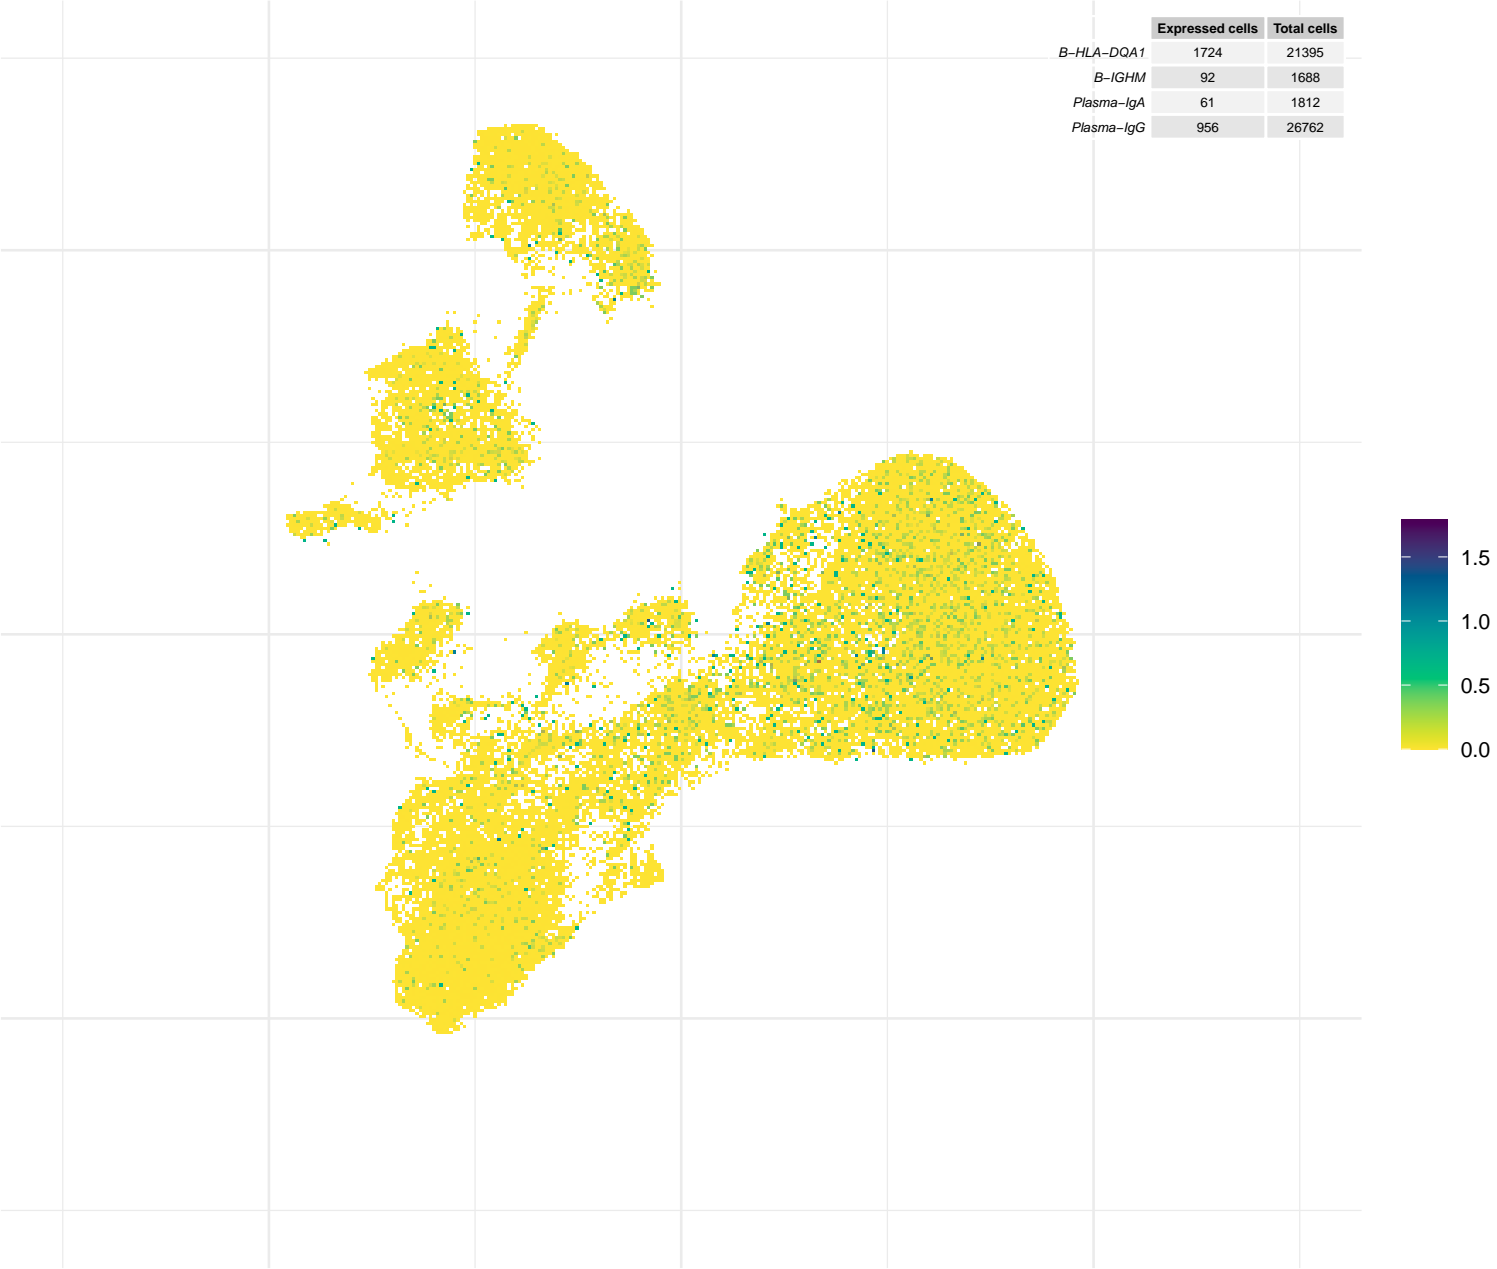 Expressed cells Total cells
B−HLA−DQA1 1724 21395
B−IGHM 92 1688
Plasma−IgA 61 1812
Plasma−IgG 956 26762
1.5
1.0
0.5
0.0